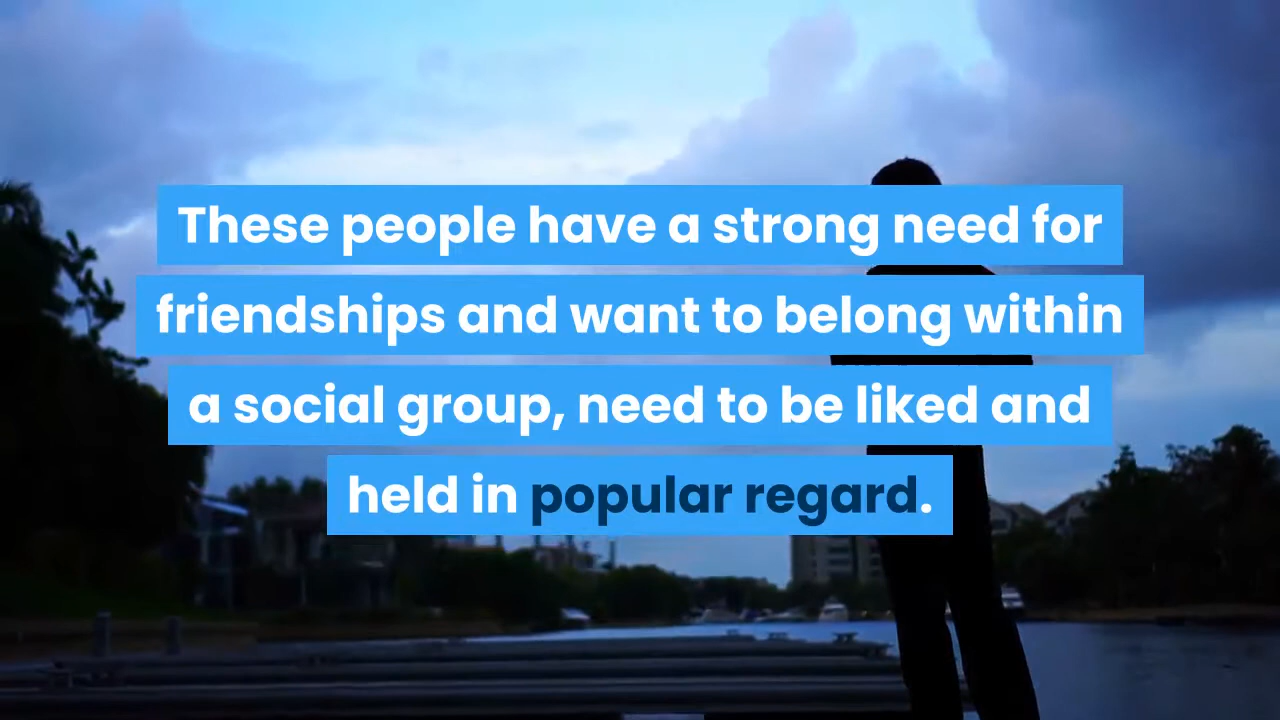 These people have a strong need for
friendships and want to belong within
a social group, need to be liked and
held in popular regard.